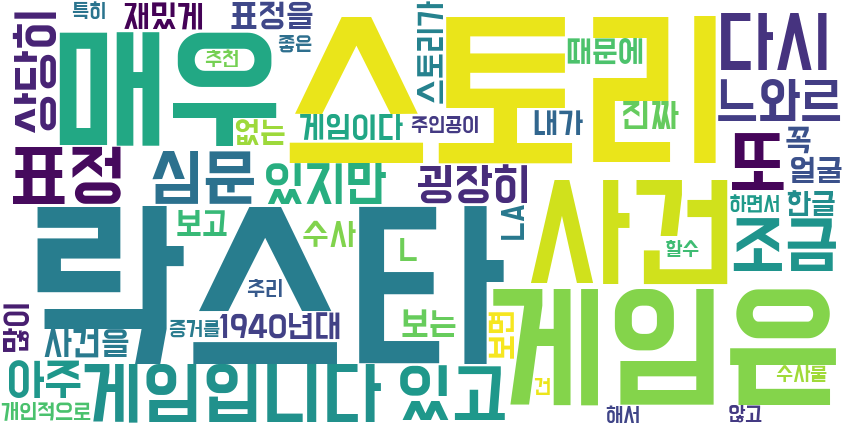 특히
재밌게
표정을
좋은
추천
상당히
매우
스토리
스토리가
때문에
다시
느와르
없는
게임이다
주인공이
내가
진짜
꼭
얼굴
표정
심문
있지만
굉장히
또
하면서
한글
락스타
보고
수사
L
LA
사건
할수
조금
추리
많이
사건을
증거를
1940년대
보는
보면
게임은
아주
게임입니다
있고
건
수사물
개인적으로
해서
않고